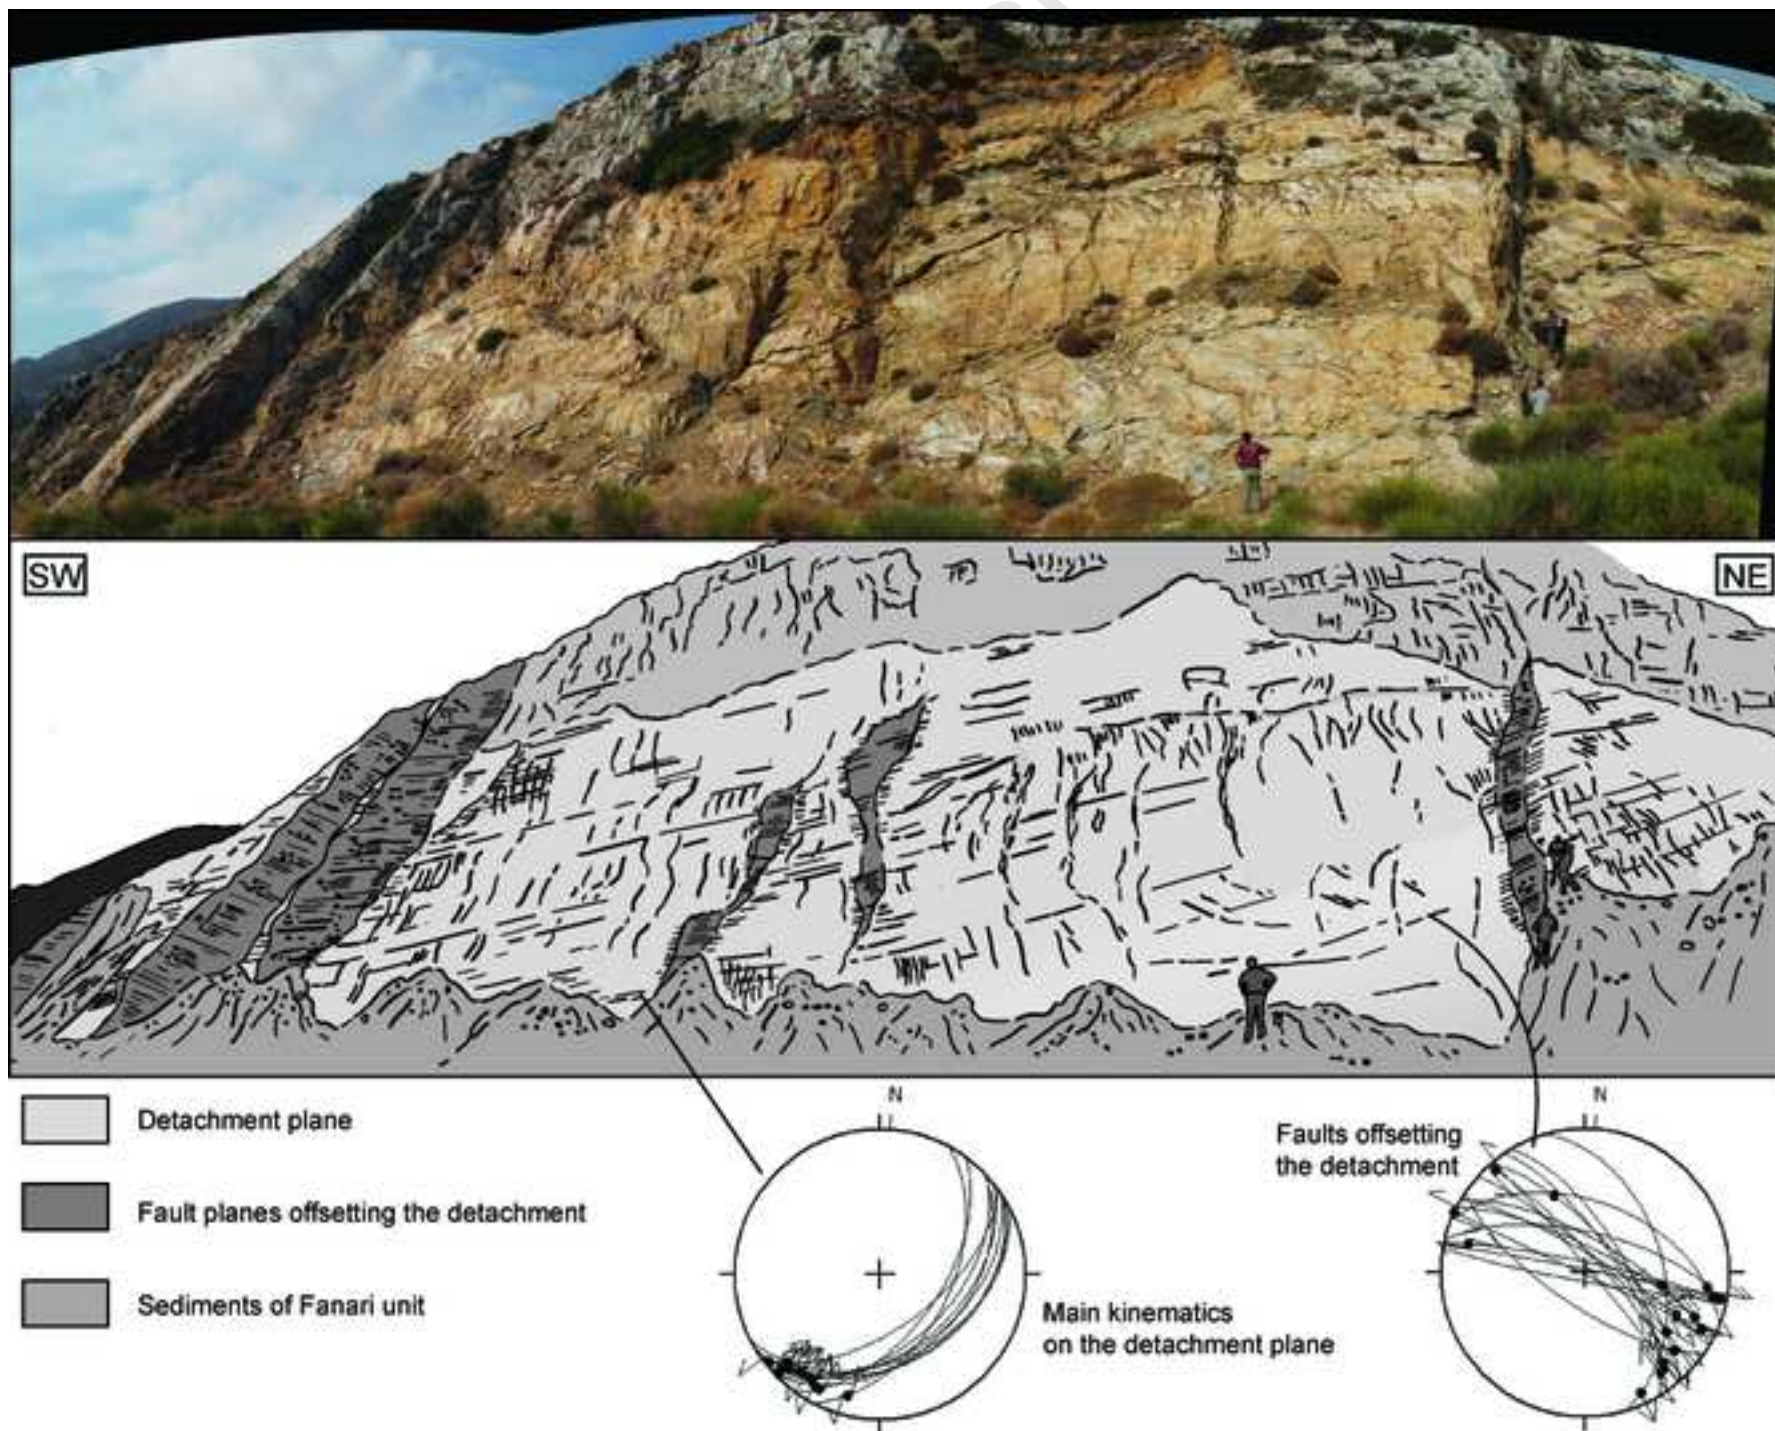 SW
NE
Detachment plane
Fault planes offsetting the detachment
Sediments of Fanari unit
N
Main kinematics
on the detachment plane
N
Faults offsetting
the detachment